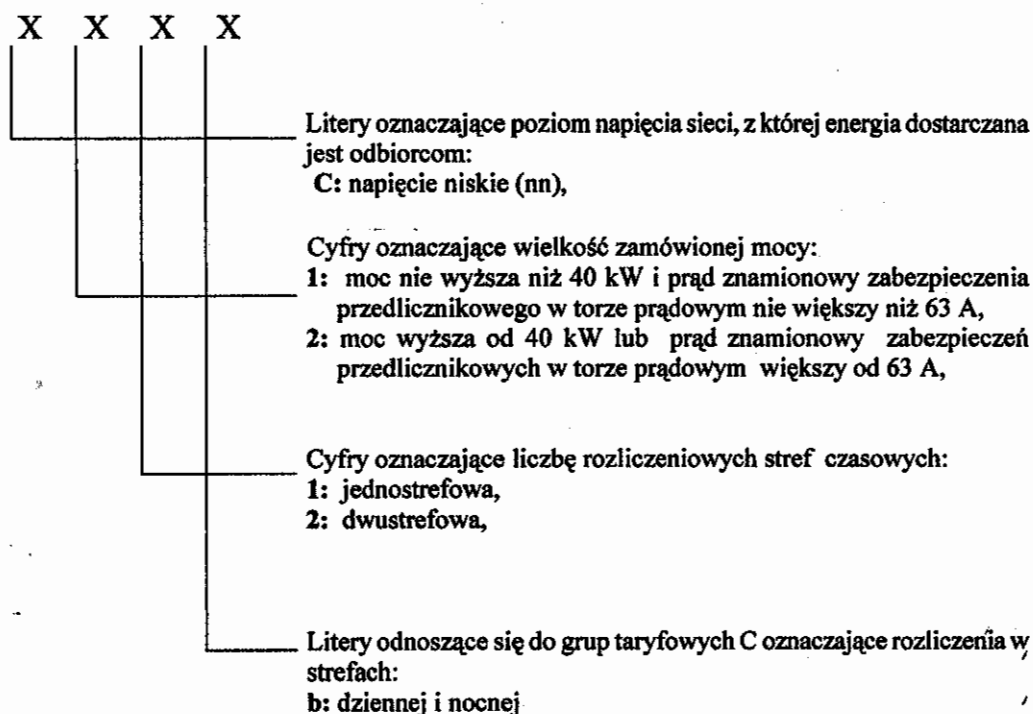 X X X X
Litery oznaczające poziom napięcia sieci, z której energia dostarczana
jest odbiorcom:
C: napięcie niskie (nn),
Cyfry oznaczające wielkość zamówionej mocy:
1: moc nie wyższa niż 40 kW i prąd znamionowy zabezpieczenia
przedlicznikowego w torze prądowym nie większy niż 63 A,
2: moc wyższa od 40 kW lub prąd znamionowy zabezpieczeń
przedlicznikowych w torze prądowym większy od 63 A,
Cyfry oznaczające liczbę rozliczeniowych stref czasowych:
1: jednostrefowa,
2: dwustrefowa,
Litery odnoszące się do grup taryfowych C oznaczające rozliczenia w
strefach:
b: dziennej i nocnej